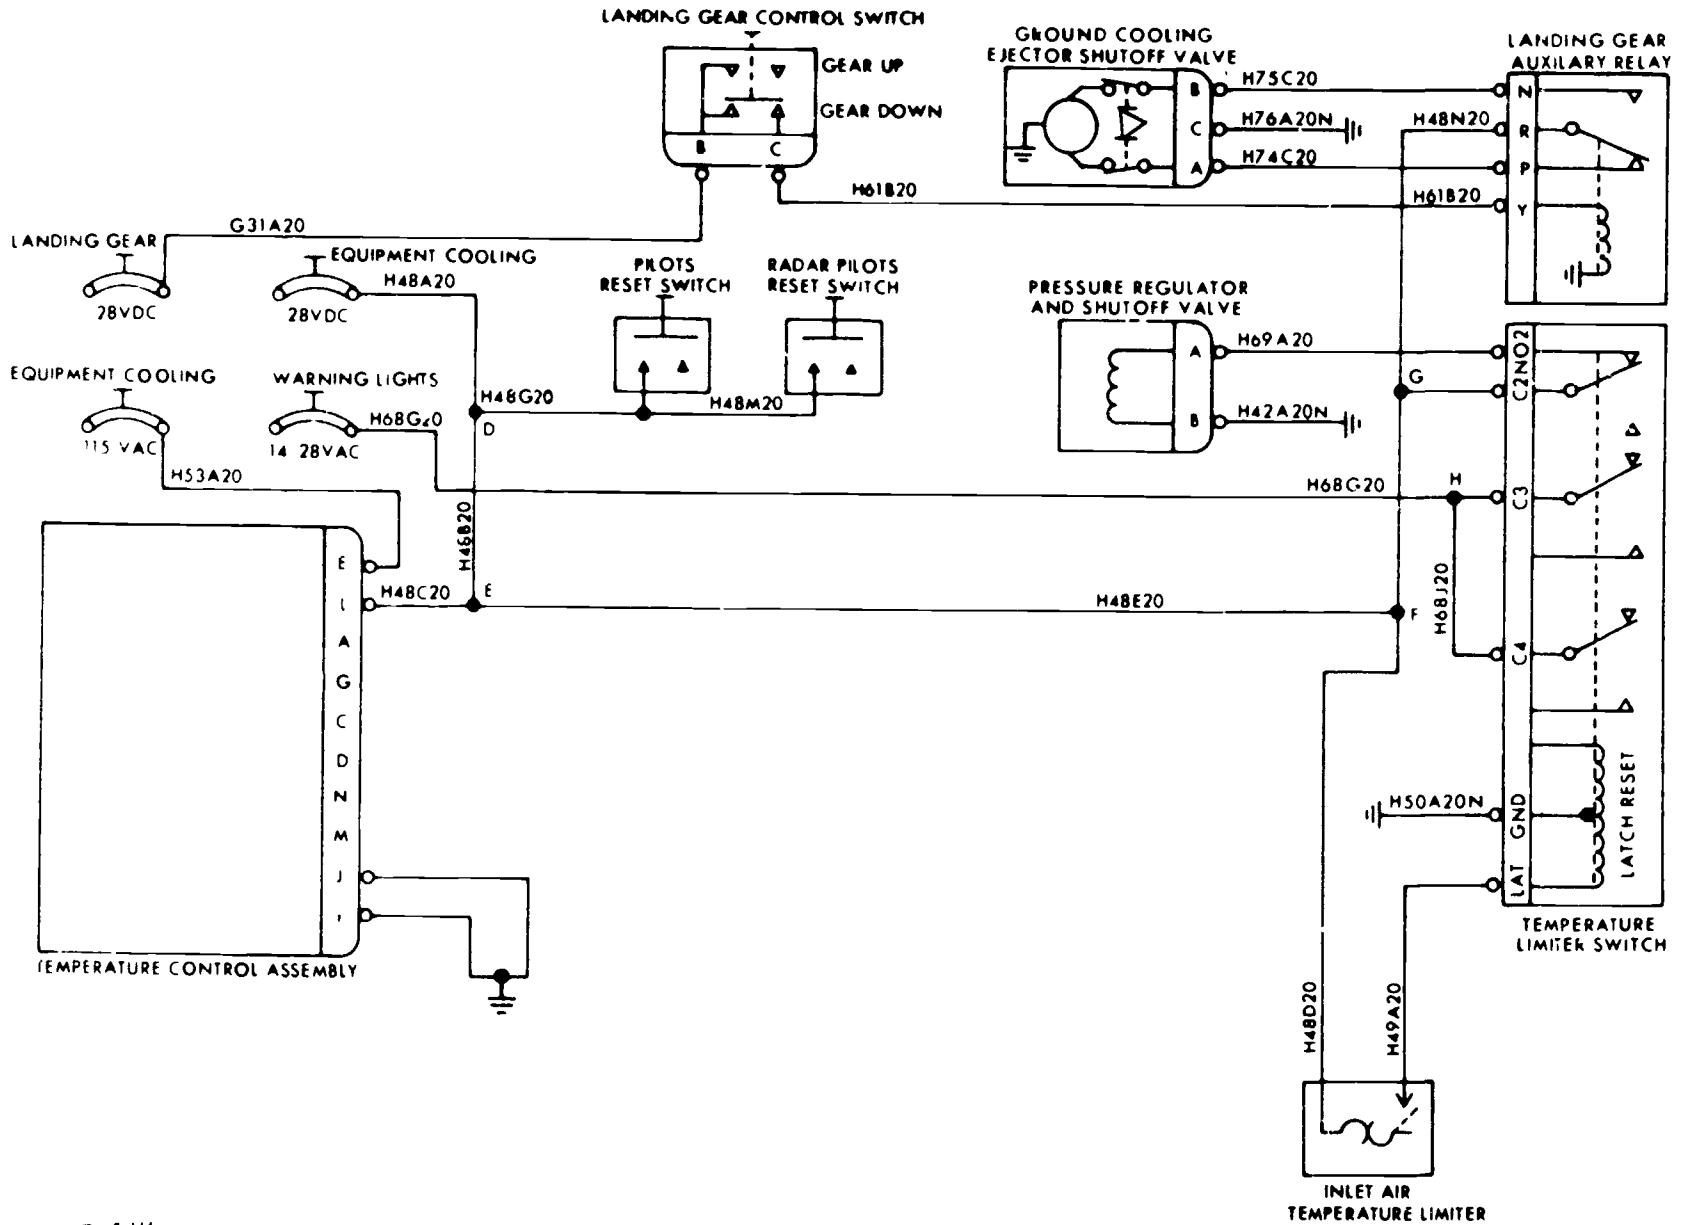 LANDING GEAR CONTROL SWITCH
GEAR UP
GEAR DOWN
B
C
GROUND COOLING
EJECTOR SHUTOFF VALVE
B
C
A
H75C20
H76A20N
H74C20
H48N20
H61B20
H61B20
LANDING GEAR
AUXILARY RELAY
N
R
P
Y
LANDING GEAR
28VDC
G31A20
EQUIPMENT COOLING
28VDC
H48A20
PILOTS
RESET SWITCH
RADAR PILOTS
RESET SWITCH
PRESSURE REGULATOR
AND SHUTOFF VALVE
A
B
H69A20
H42A20N
G
EQUIPMENT COOLING
115 VAC
H53A20
WARNING LIGHTS
14 28VAC
H68G20
H48G20
D
H48M20
H68G20
H
H46B20
H48C20
E
H48E20
F
H68J20
C2NO2
C3
C4
GND
LAT
LATCH RESET
H50A20N
TEMPERATURE
LIMITER SWITCH
E
A
G
C
D
N
M
J
TEMPERATURE CONTROL ASSEMBLY
H48D20
H49A20
INLET AIR
TEMPERATURE LIMITER